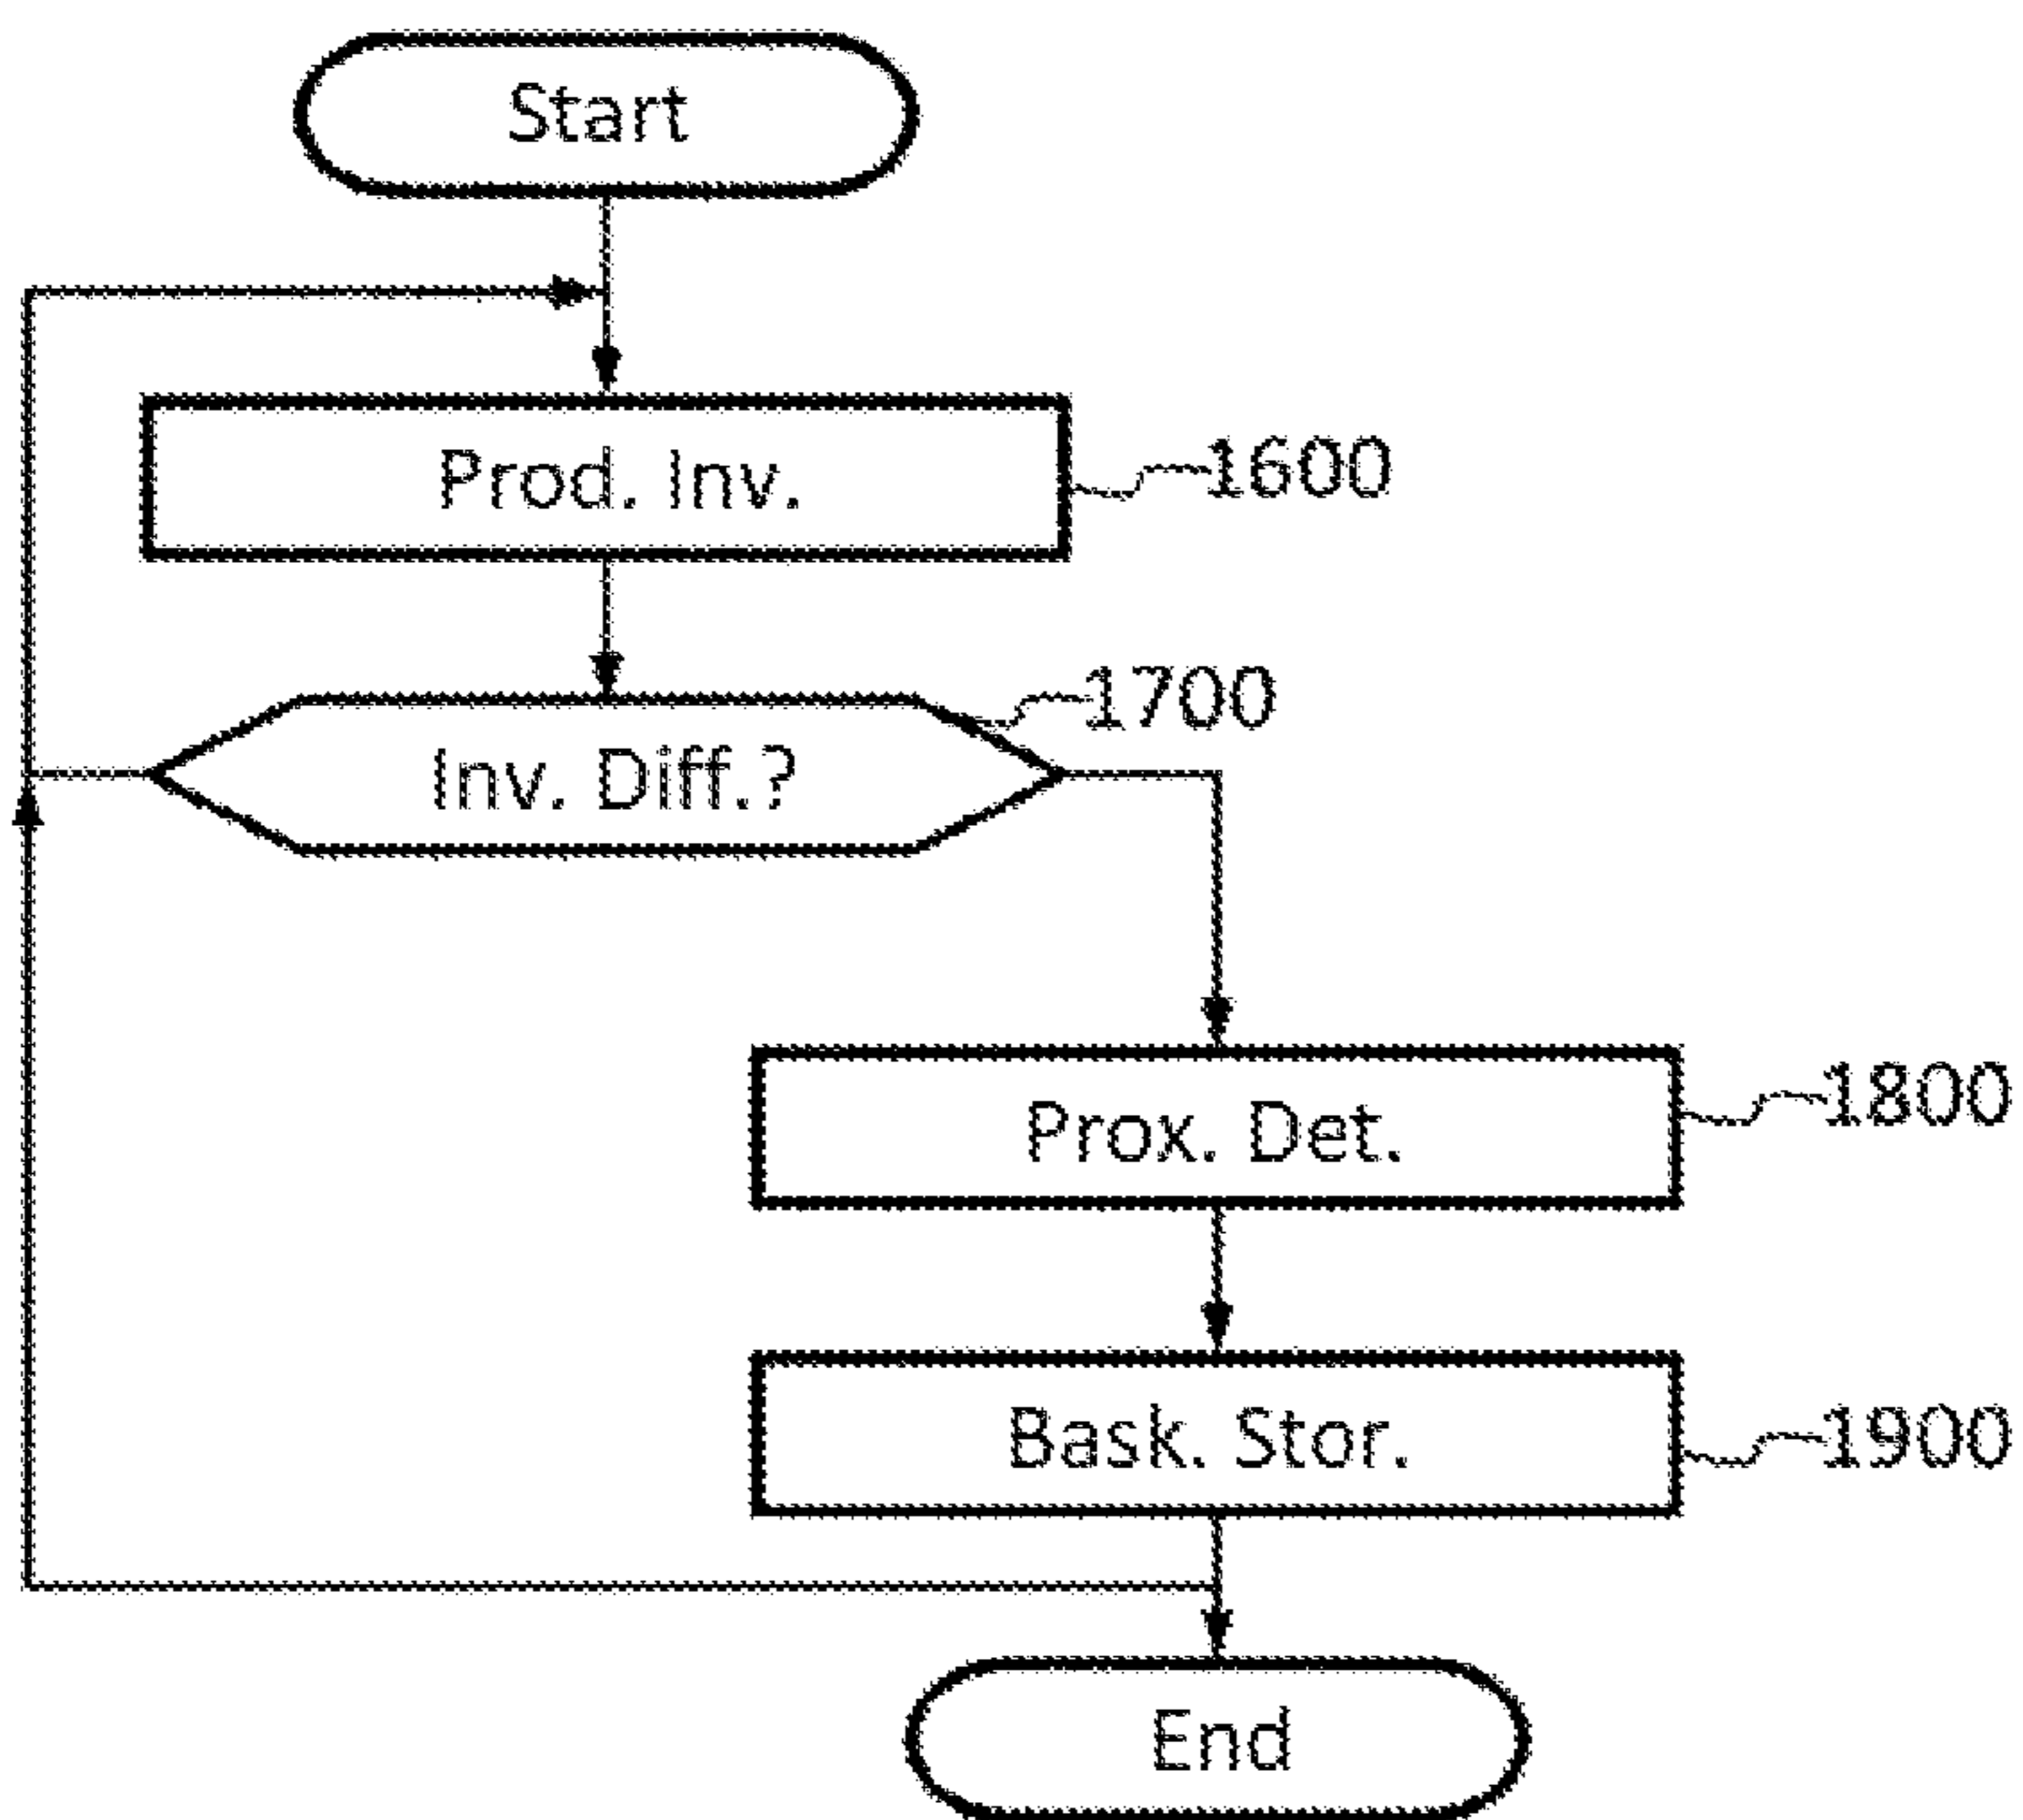 Start
Prod. Inv.
1600
1700
Inv. Diff.?
Prox. Det.
1800
Bask. Stor.
1900
End